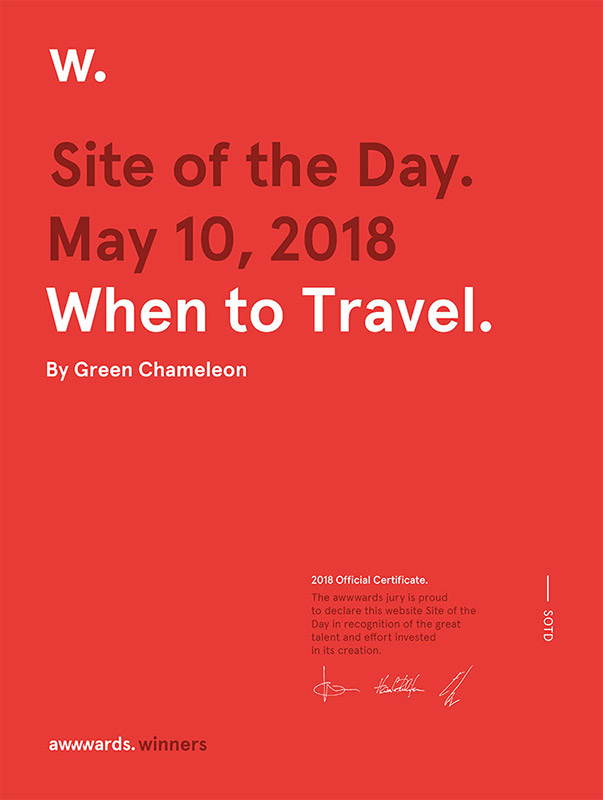 w.
Site of the Day.
May 10, 2018
When to Travel.
By Green Chameleon
2018 Official Certificate.
The awwwards jury is proud
to declare this website Site of the
Day in recognition of the great
talent and effort invested
in its creation.
SOTD
awwwards.winners